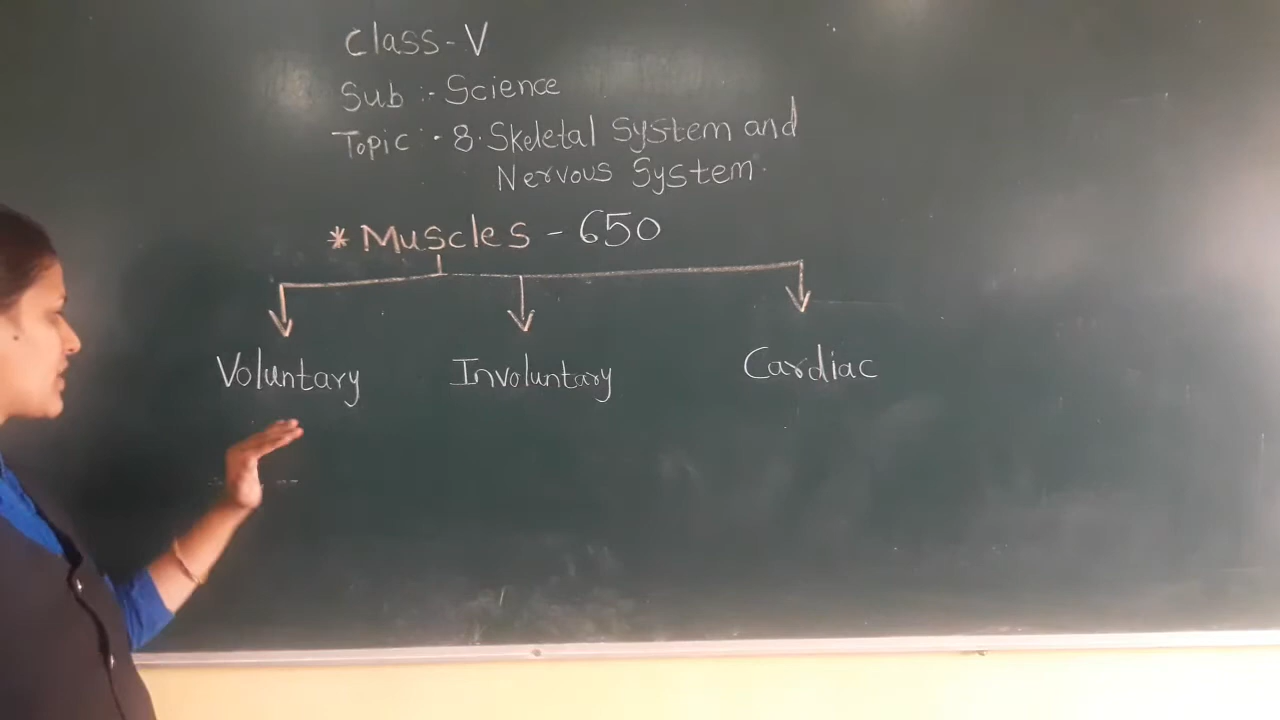 Class-V
Sub :- Science
Topic :- 8. Skeletal System and
Nervous System.
* Muscles - 650
Voluntary Involuntary Cardiac